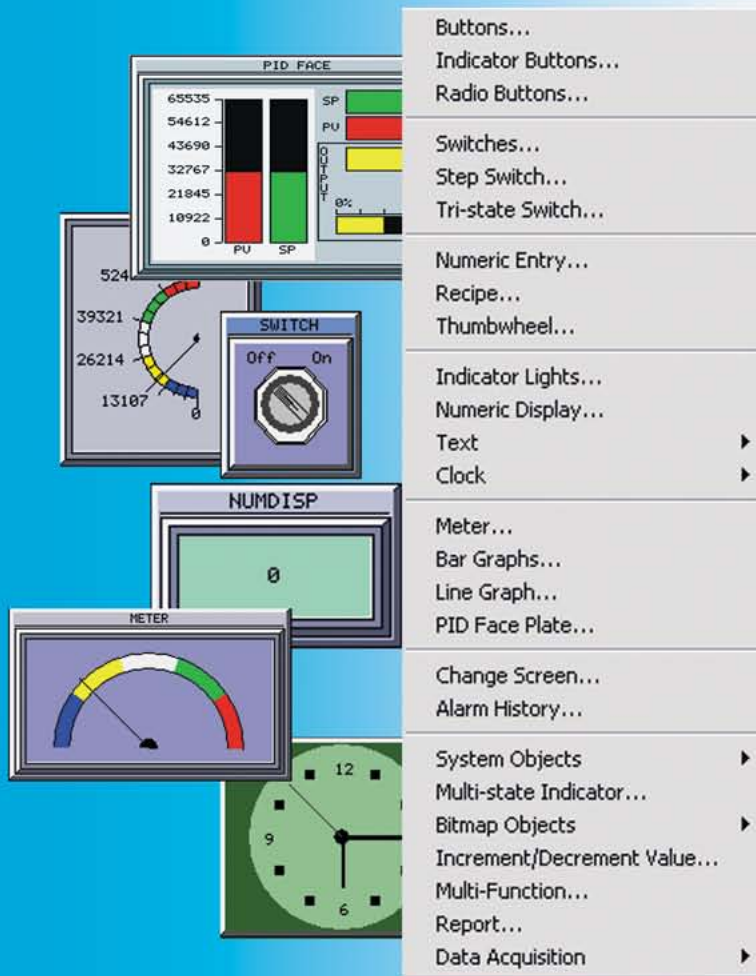 PID FACE
65535
54612
43690
32767
21845
10922
0
PV SP
SP
PV
OUTPUT
0%
524
39321
26214
13107
0
SWITCH
Off On
NUMDISP
0
METER
12
9
6
Buttons...
Indicator Buttons...
Radio Buttons...
Switches...
Step Switch...
Tri-state Switch...
Numeric Entry...
Recipe...
Thumbwheel...
Indicator Lights...
Numeric Display...
Text
Clock
Meter...
Bar Graphs...
Line Graph...
PID Face Plate...
Change Screen...
Alarm History...
System Objects
Multi-state Indicator...
Bitmap Objects
Increment/Decrement Value...
Multi-Function...
Report...
Data Acquisition